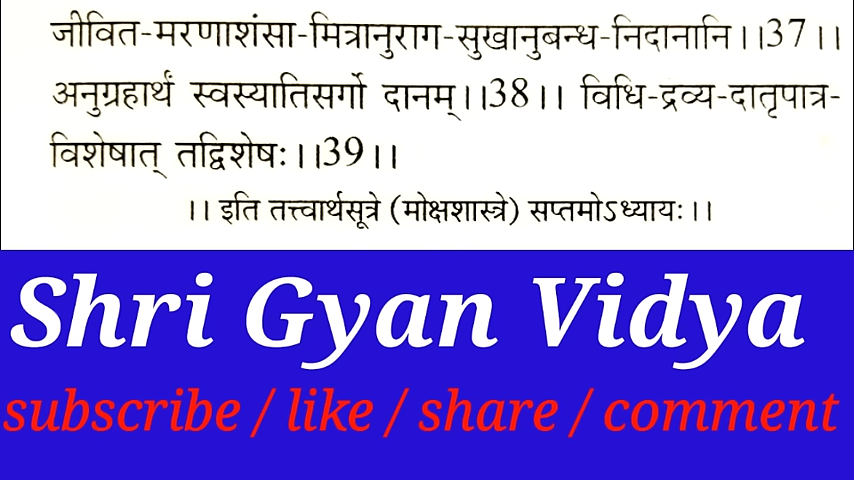 जीवित-मरणाशंसा-मित्रानुराग-सुखानुबन्ध-निदानानि।।37।।
अनुग्रहार्थं स्वस्यातिसर्गो दानम्।।38।। विधि-द्रव्य-दातृपात्र-
विशेषात् तद्विशेषः।।39।।
।। इति तत्त्वार्थसूत्रे (मोक्षशास्त्रे) सप्तमोऽध्यायः।।
Shri Gyan Vidya
subscribe / like / share / comment